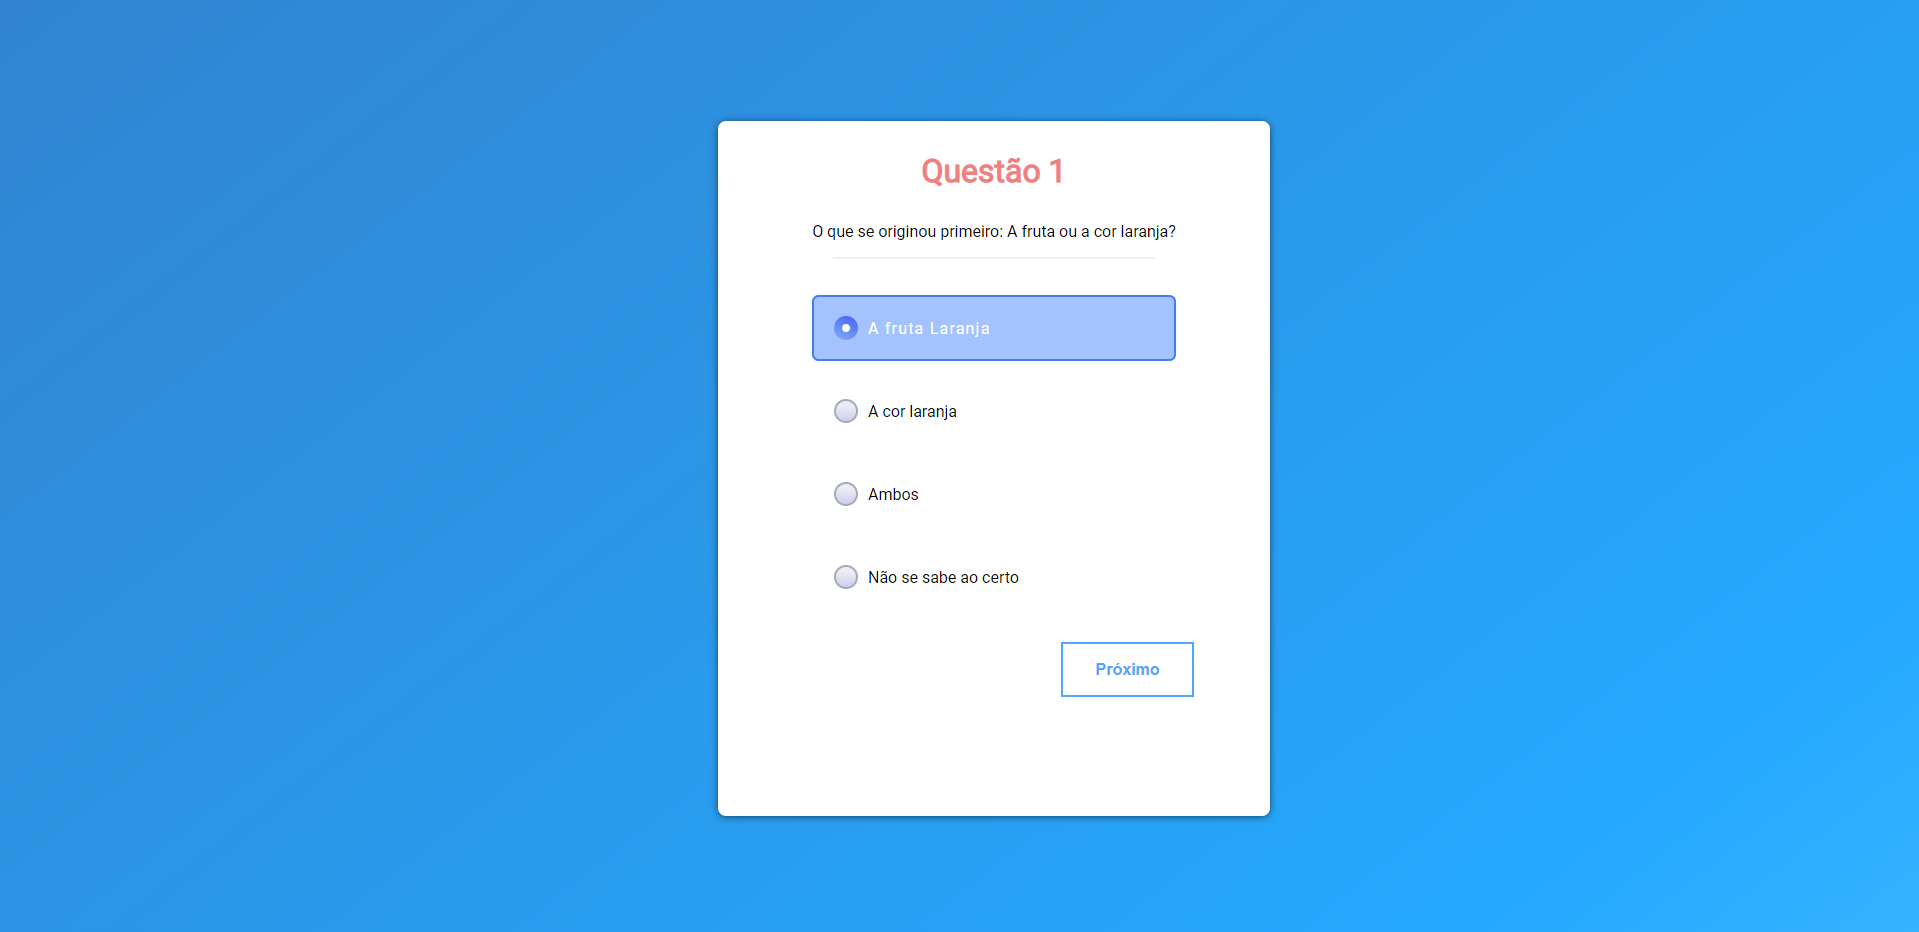 Questão 1
O que se originou primeiro: A fruta ou a cor laranja?
A fruta Laranja
A cor laranja
Ambos
Não se sabe ao certo
Próximo